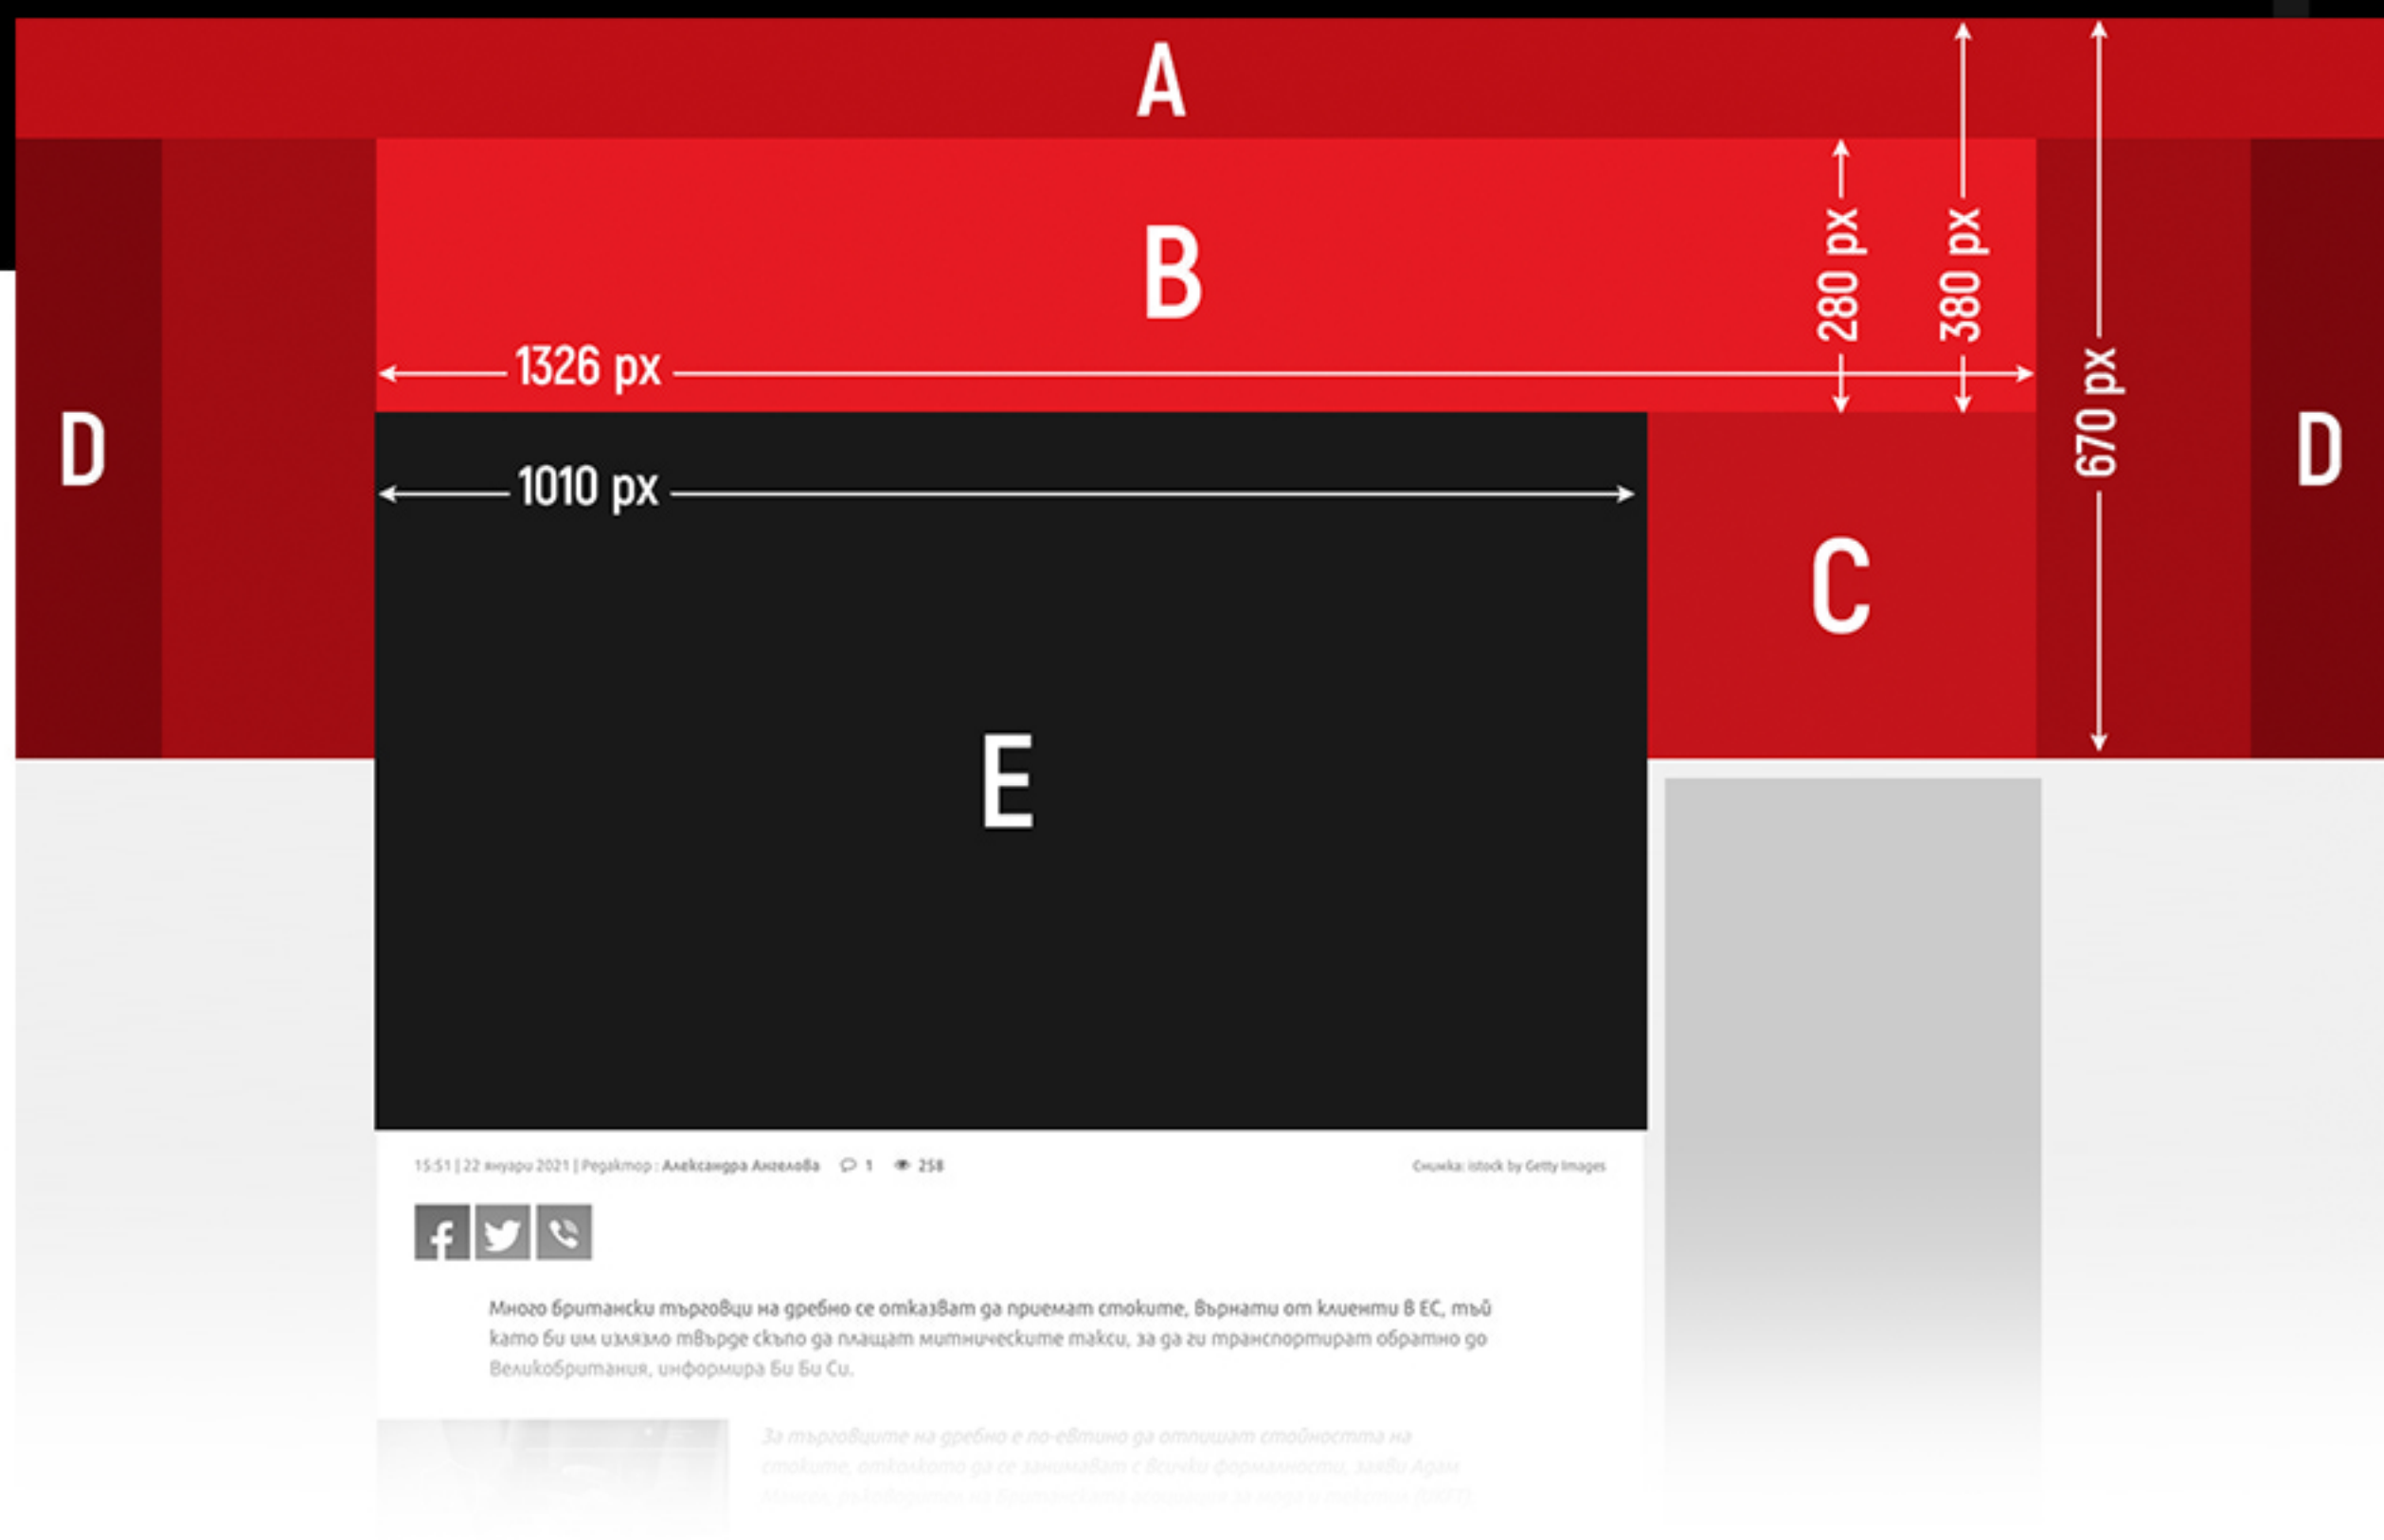 A
B
280 px
380 px
670 px
1326 px
D
D
1010 px
C
E
15:51 | 22 януари 2021 | Редактор : Александра Ангелова 1 258
Снимка: istock by Getty Images
Много британски търговци на дребно се отказват да приемат стоките, върнати от клиенти в ЕС, тъй
като би им излязло твърде скъпо да плащат митническите такси, за да ги транспортират обратно до
Великобритания, информира Би Би Си.
За търговците на дребно е по-евтино да отпишат стойността на
стоките, отколкото да се занимават с всички формалности, заяви Адам